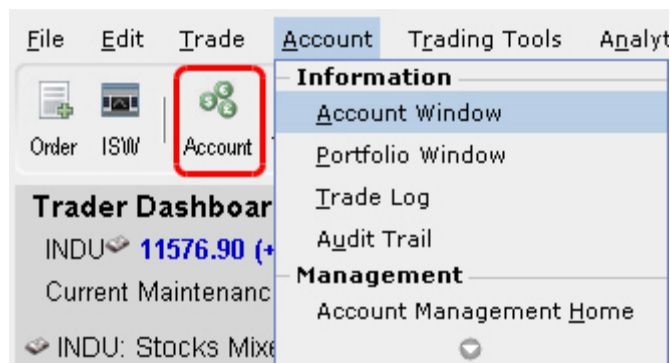 File Edit Trade Account Trading Tools Analyt
Information
Account Window
Portfolio Window
Trade Log
Audit Trail
Management
Account Management Home
Order ISW Account
Trader Dashboar
INDU 11576.90 (+
Current Maintenanc
INDU: Stocks Mixe